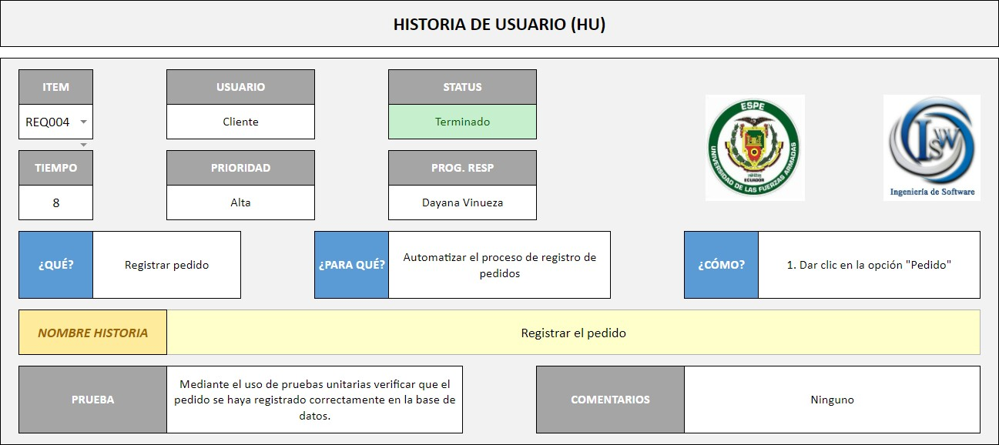 HISTORIA DE USUARIO (HU)
ITEM
USUARIO
STATUS
REQ004
Cliente
Terminado
TIEMPO
PRIORIDAD
PROG. RESP
8
Alta
Dayana Vinueza
ESPE
UNIVERSIDAD DE LAS FUERZAS ARMADAS
ECUADOR
ISW
Ingeniería de Software
¿QUÉ?
Registrar pedido
¿PARA QUÉ?
Automatizar el proceso de registro de
pedidos
¿CÓMO?
1. Dar clic en la opción "Pedido"
NOMBRE HISTORIA
Registrar el pedido
PRUEBA
Mediante el uso de pruebas unitarias verificar que el
pedido se haya registrado correctamente en la base de
datos.
COMENTARIOS
Ninguno